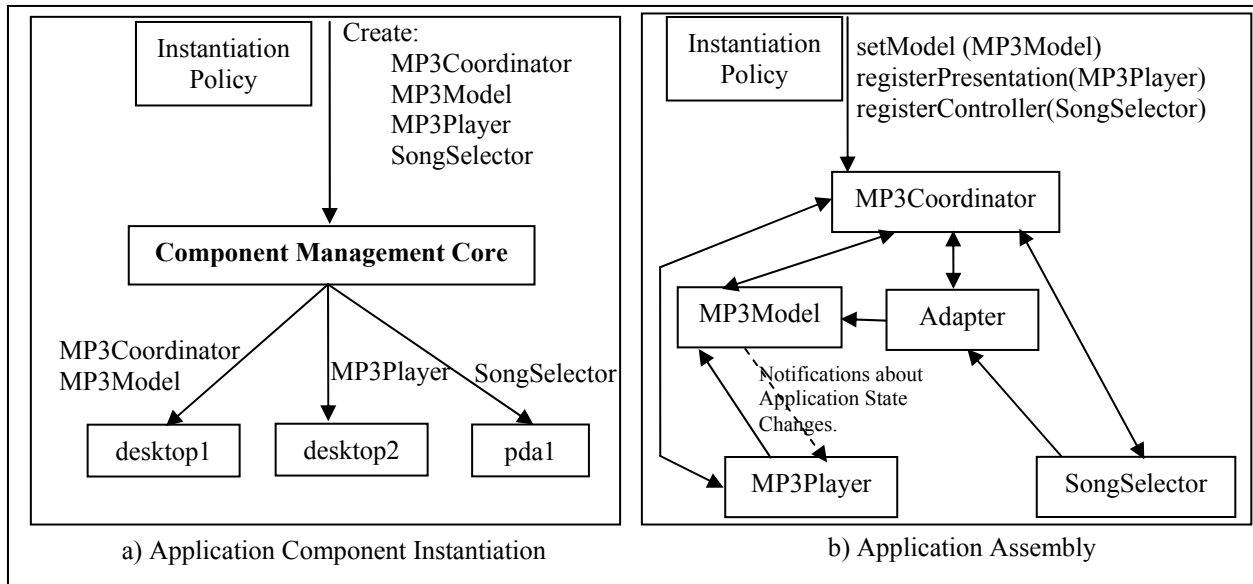 Instantiation
Policy
Create:
MP3Coordinator
MP3Model
MP3Player
SongSelector
Component Management Core
MP3Coordinator
MP3Model
MP3Player
SongSelector
desktop1
desktop2
pda1
a) Application Component Instantiation
Instantiation
Policy
setModel (MP3Model)
registerPresentation(MP3Player)
registerController(SongSelector)
MP3Coordinator
MP3Model
Adapter
Notifications about
Application State
Changes.
MP3Player
SongSelector
b) Application Assembly